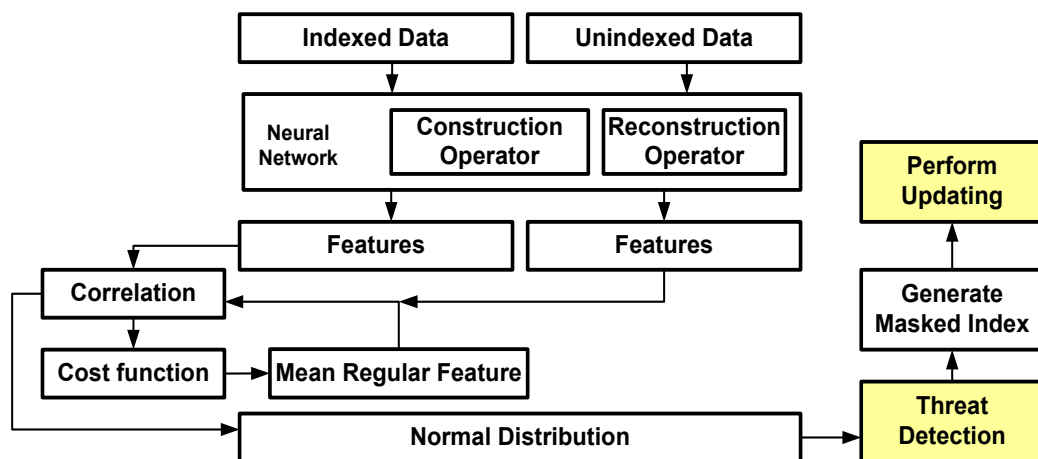 Indexed Data
Unindexed Data
Neural
Network
Construction
Operator
Reconstruction
Operator
Perform
Updating
Features
Features
Correlation
Generate
Masked Index
Cost function
Mean Regular Feature
Normal Distribution
Threat
Detection